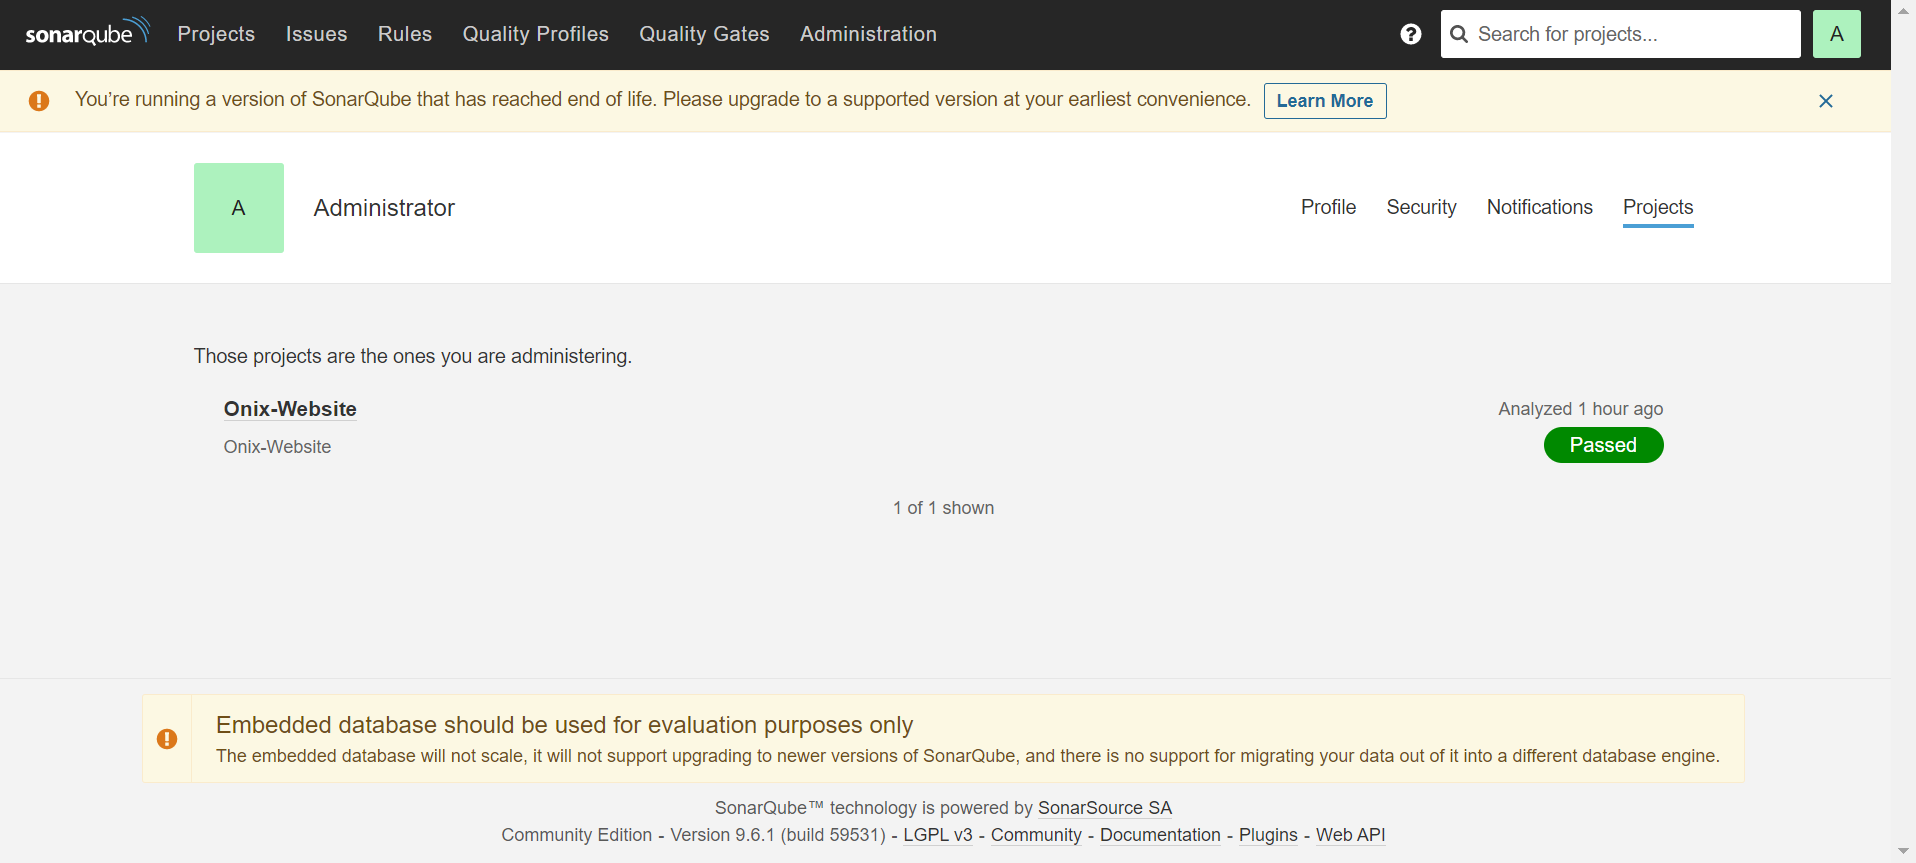 sonarqube Projects Issues Rules Quality Profiles Quality Gates Administration ? Search for projects... A
You're running a version of SonarQube that has reached end of life. Please upgrade to a supported version at your earliest convenience. Learn More
A Administrator Profile Security Notifications Projects
Those projects are the ones you are administering.
Onix-Website Analyzed 1 hour ago
Onix-Website Passed
1 of 1 shown
Embedded database should be used for evaluation purposes only
The embedded database will not scale, it will not support upgrading to newer versions of SonarQube, and there is no support for migrating your data out of it into a different database engine.
SonarQube™ technology is powered by SonarSource SA
Community Edition - Version 9.6.1 (build 59531) - LGPL v3 - Community - Documentation - Plugins - Web API